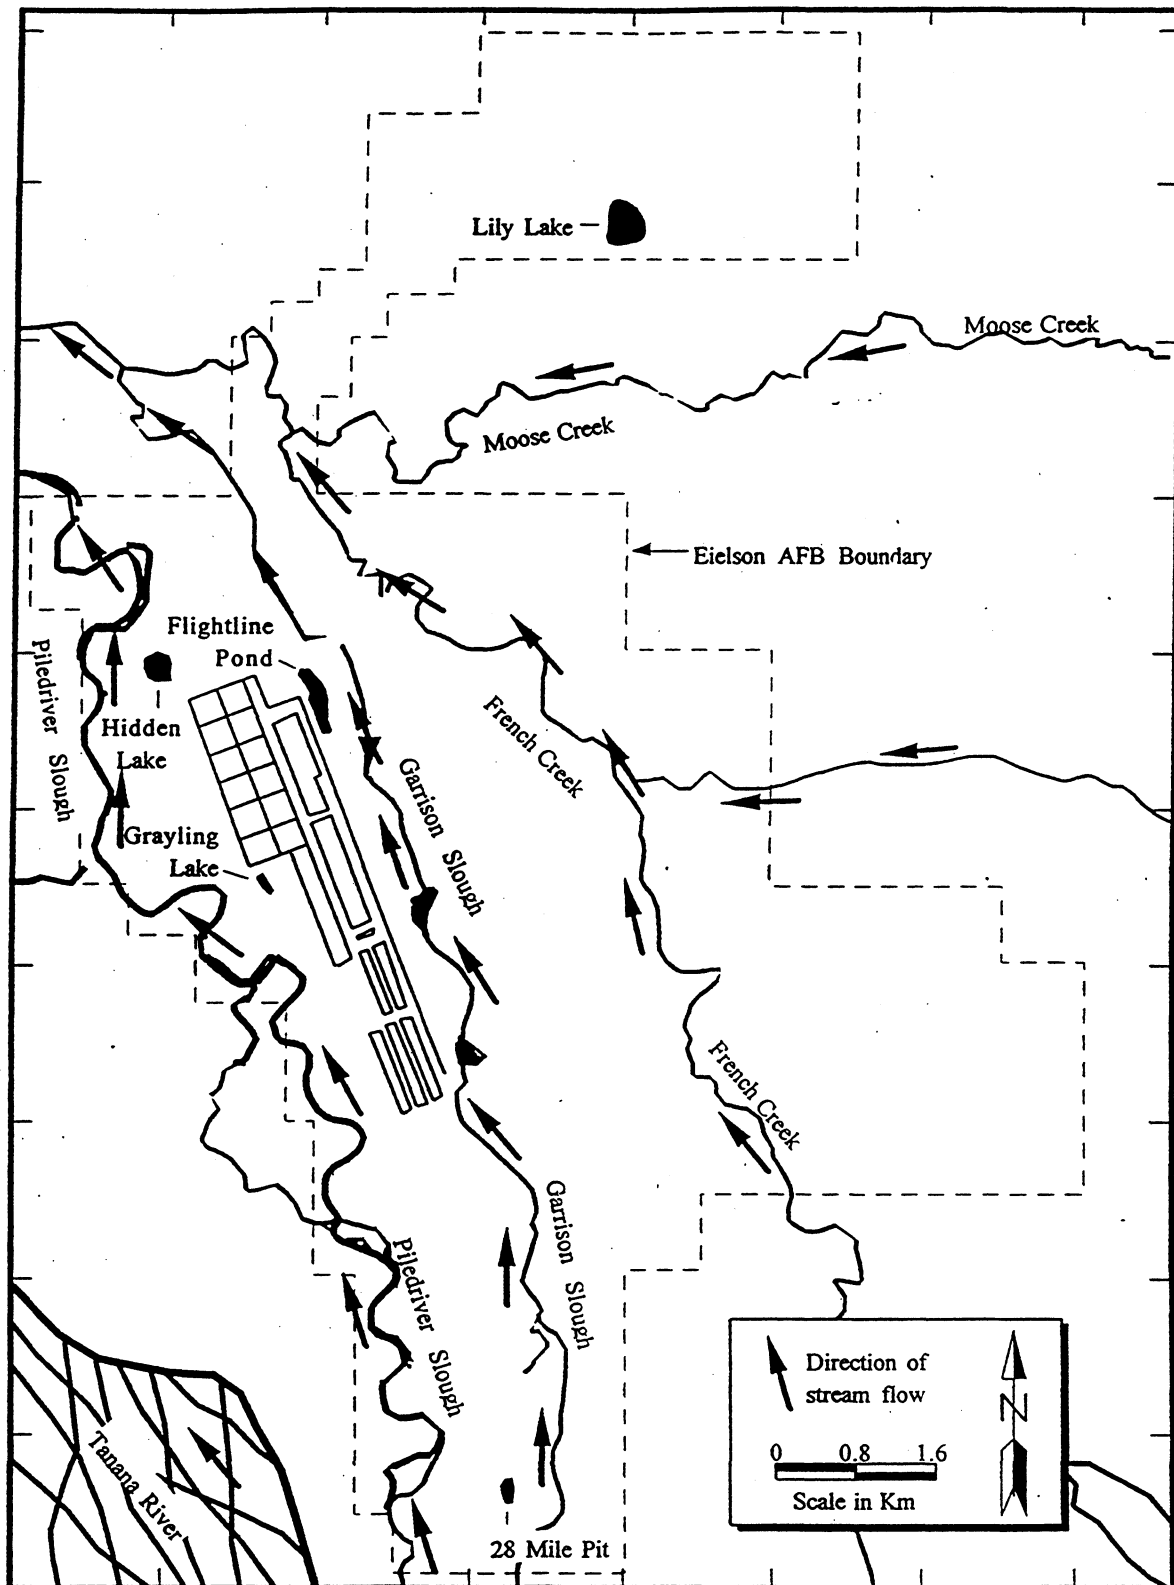 Lily Lake
Moose Creek
Moose Creek
Eielson AFB Boundary
Flightline
Pond
Piledriver Slough
Hidden
Lake
French Creek
Garrison Slough
Grayling
Lake
French Creek
Garrison Slough
Piledriver Slough
Tanana River
28 Mile Pit
Direction of
stream flow
N
0 0.8 1.6
Scale in Km